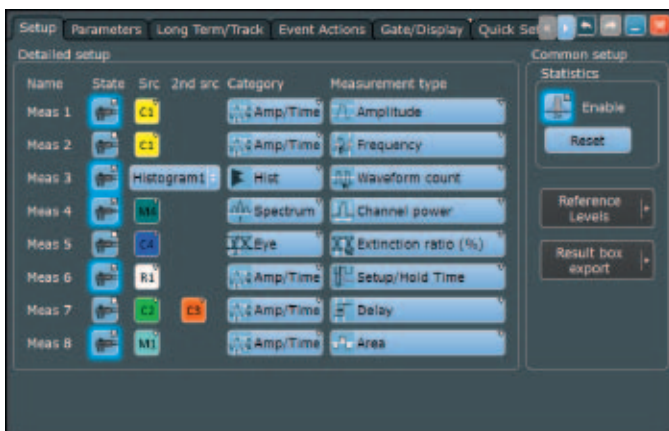 Setup Parameters Long Term/Track Event Actions Gate/Display Quick Set
Detailed setup
Name State Src 2nd src Category Measurement type
Meas 1 C1 Amp/Time Amplitude
Meas 2 C1 Amp/Time Frequency
Meas 3 Histogram1 Hist Waveform count
Meas 4 M4 Spectrum Channel power
Meas 5 C4 Eye Extinction ratio (%)
Meas 6 R1 Amp/Time Setup/Hold Time
Meas 7 C2 C3 Amp/Time Delay
Meas 8 M1 Amp/Time Area
Common setup
Statistics
Enable
Reset
Reference
Levels
Result box
export